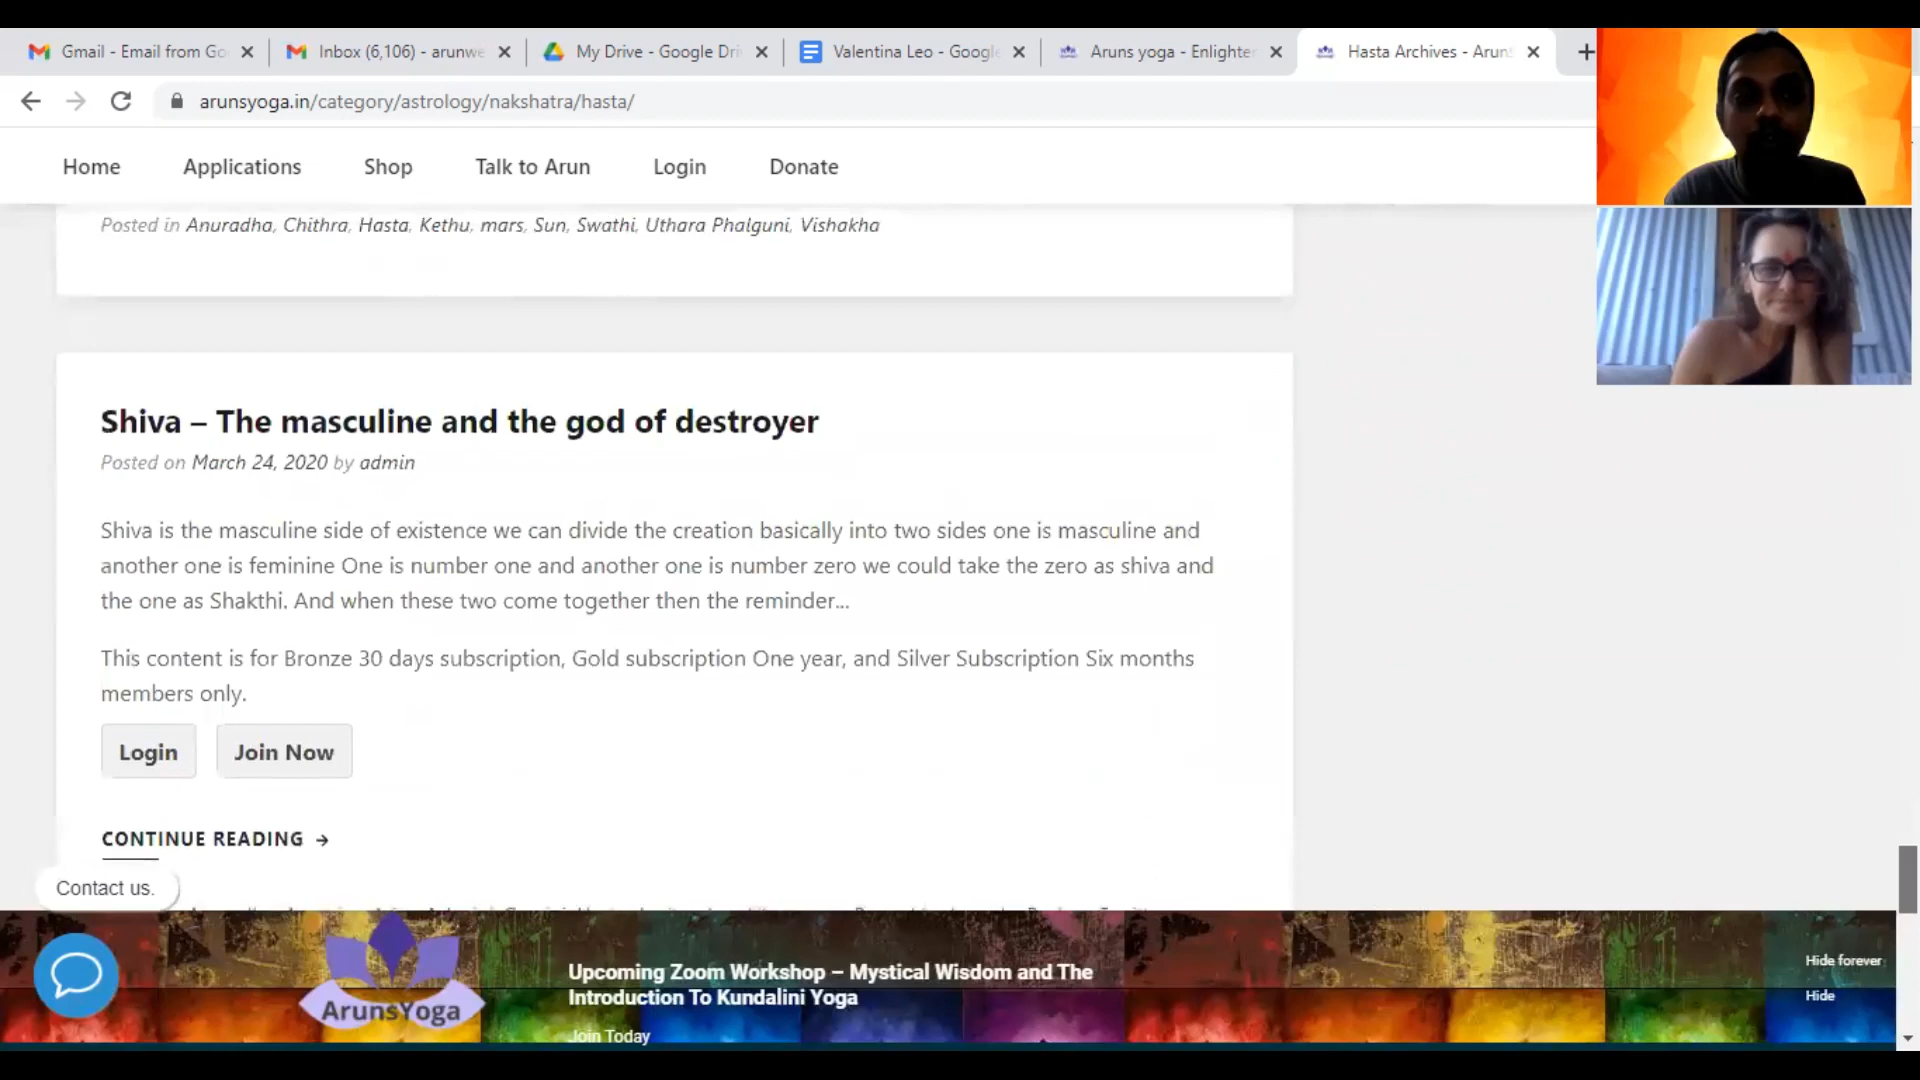 Gmail - Email from Go
Inbox (6,106) - arunwe
My Drive - Google Dri
Valentina Leo - Google
Aruns yoga - Enlighten
Hasta Archives - Aruns
arunsyoga.in/category/astrology/nakshatra/hasta/
Home
Applications
Shop
Talk to Arun
Login
Donate
Posted in Anuradha, Chithra, Hasta, Kethu, mars, Sun, Swathi, Uthara Phalguni, Vishakha
Shiva – The masculine and the god of destroyer
Posted on March 24, 2020 by admin
Shiva is the masculine side of existence we can divide the creation basically into two sides one is masculine and
another one is feminine One is number one and another one is number zero we could take the zero as shiva and
the one as Shakthi. And when these two come together then the reminder...
This content is for Bronze 30 days subscription, Gold subscription One year, and Silver Subscription Six months
members only.
Login
Join Now
CONTINUE READING →
Contact us.
ArunsYoga
Upcoming Zoom Workshop – Mystical Wisdom and The
Introduction To Kundalini Yoga
Join Today
Hide forever
Hide